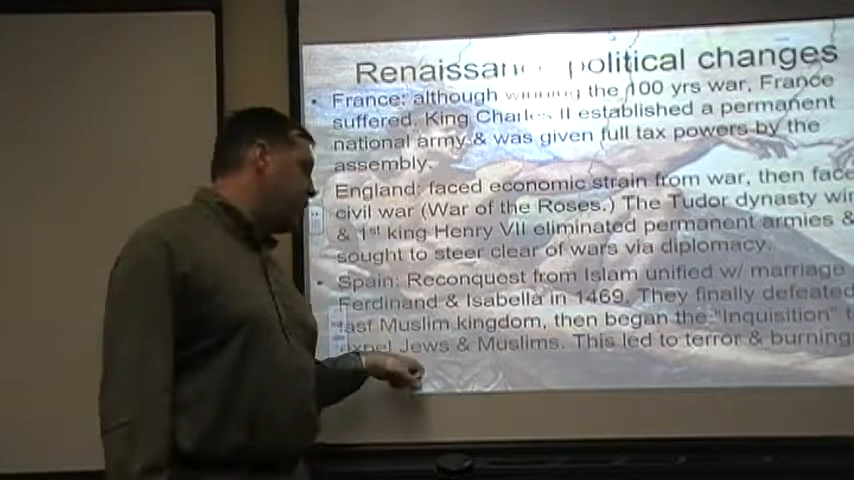 Renaissance political changes
• France: although winning the 100 yrs war, France
suffered. King Charles II established a permanent
national army & was given full tax powers by the
assembly.
England: faced economic strain from war, then face
civil war (War of the Roses.) The Tudor dynasty win
& 1st king Henry VII eliminated permanent armies &
sought to steer clear of wars via diplomacy.
• Spain: Reconquest from Islam unified w/ marriage
Ferdinand & Isabella in 1469. They finally defeated
last Muslim kingdom, then began the "Inquisition" t
expel Jews & Muslims. This led to terror & burning